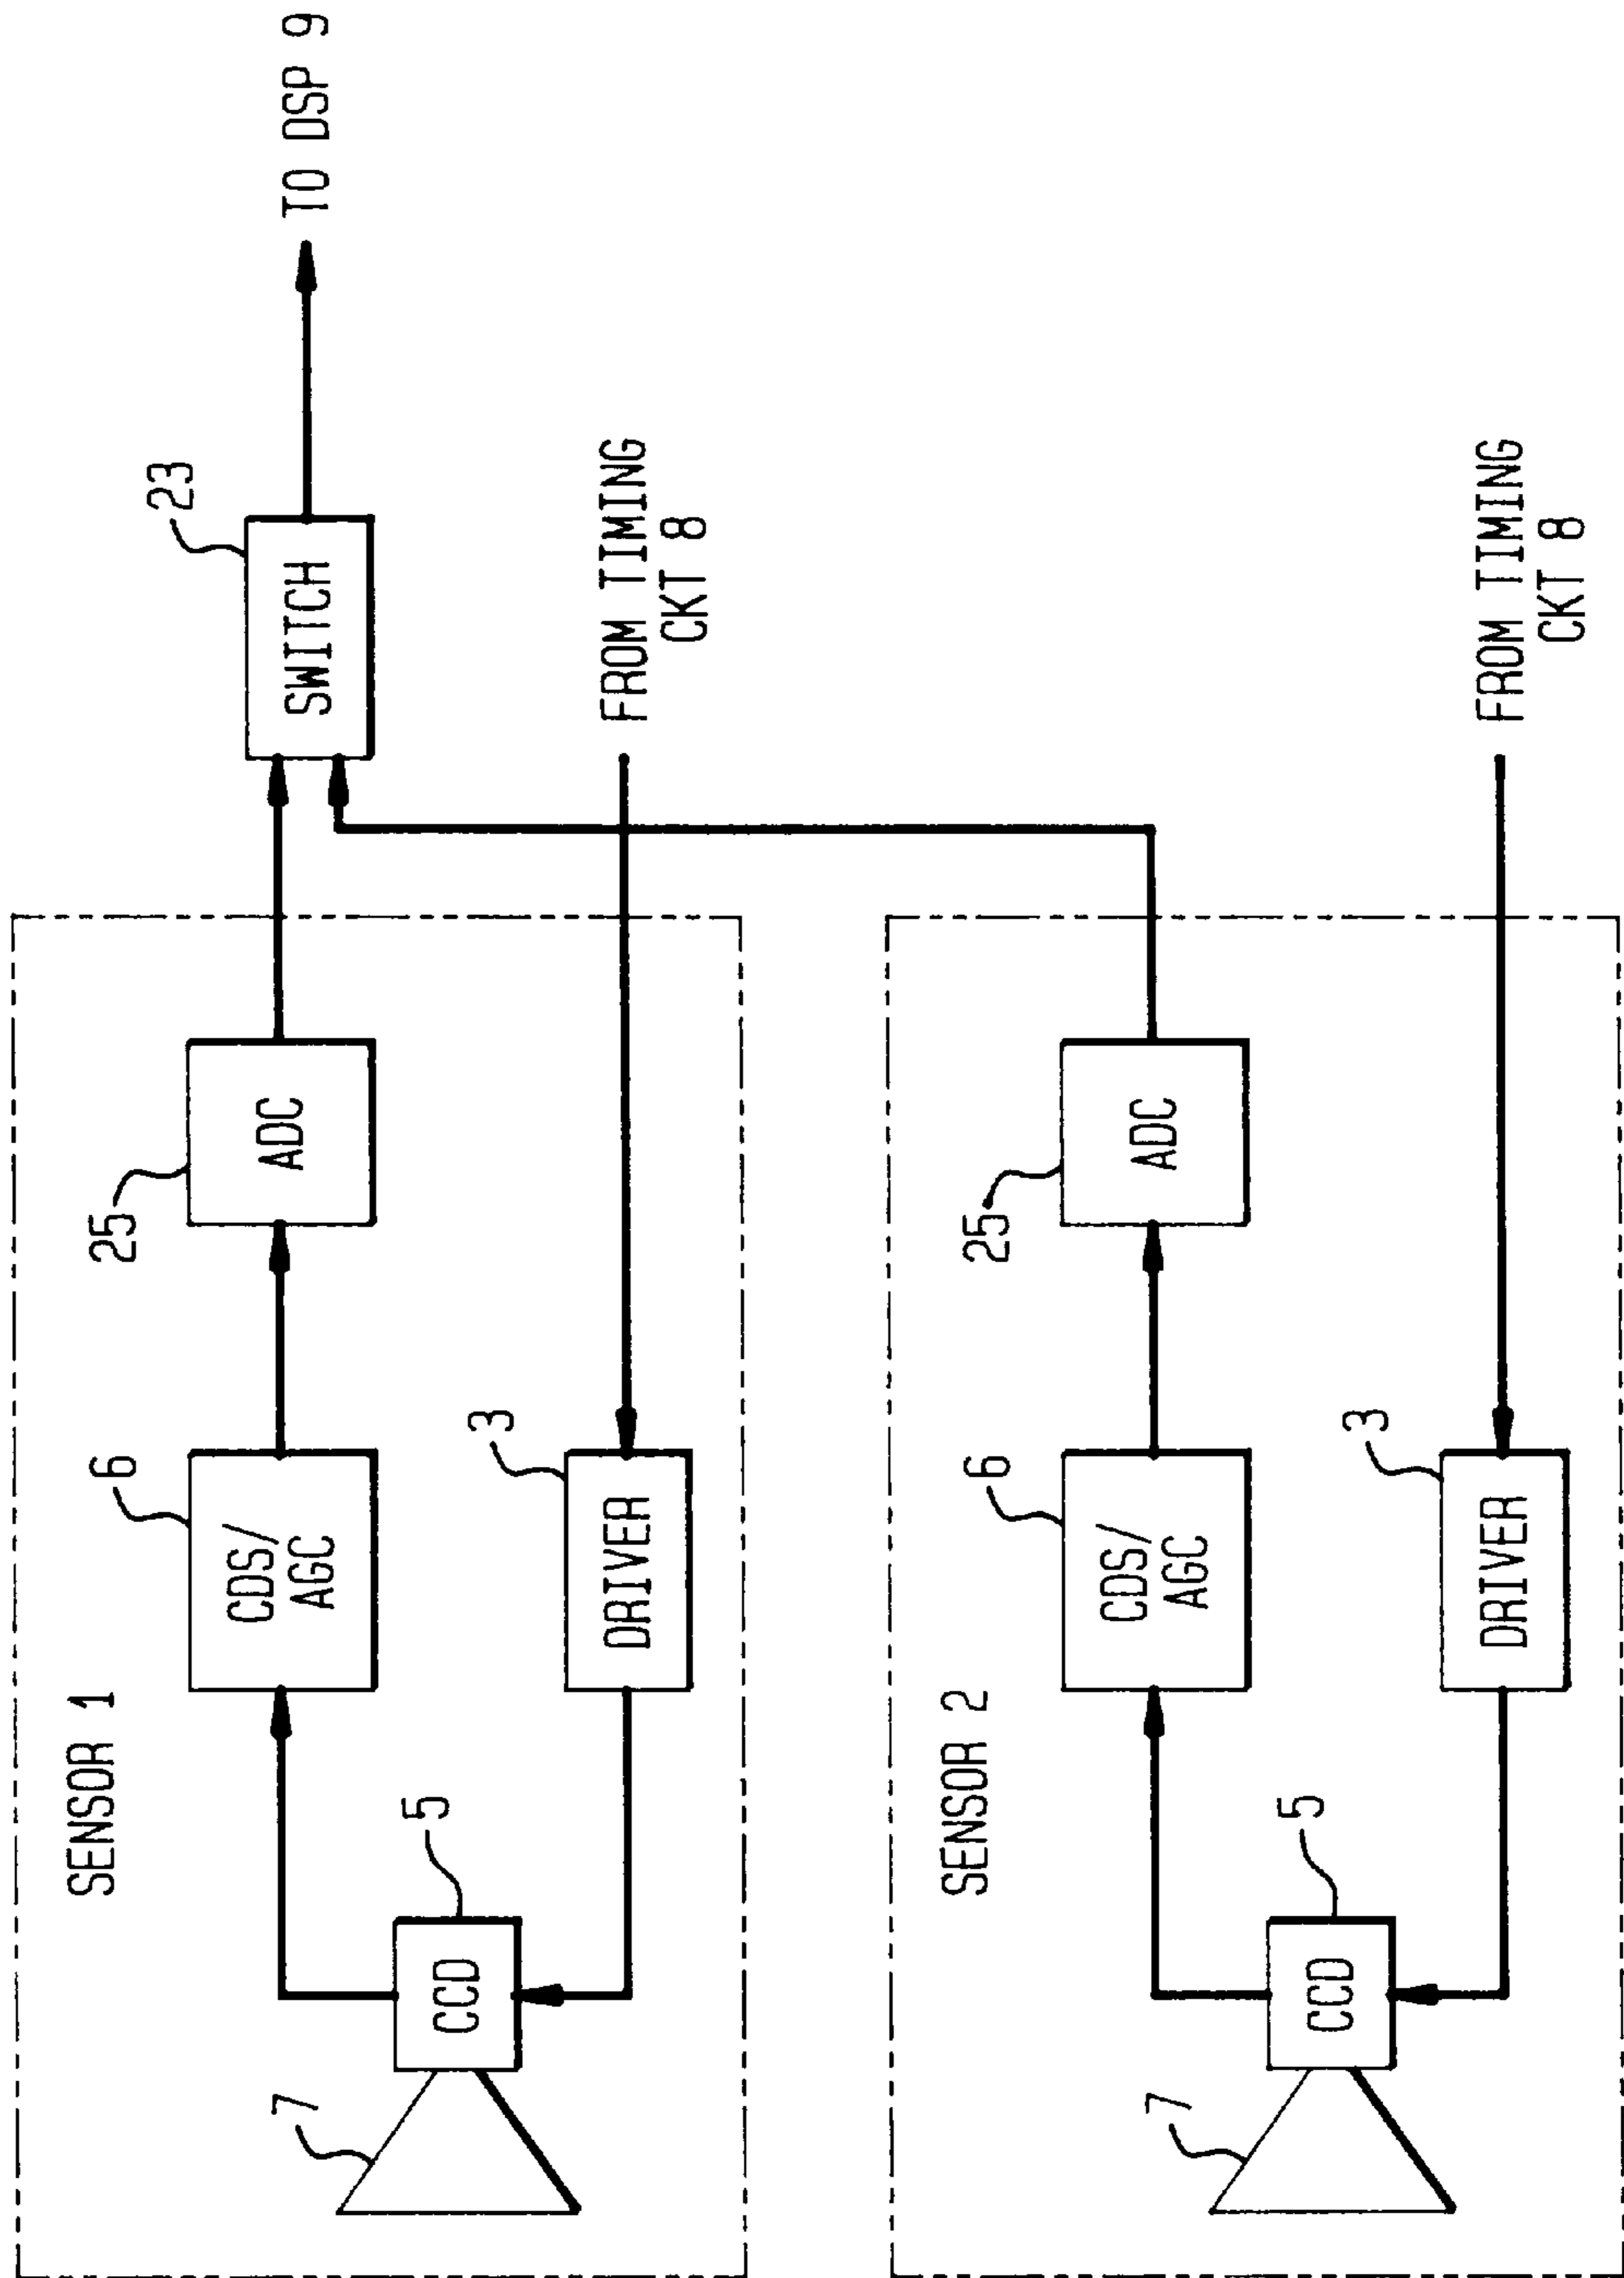 SENSOR 1
7
CCD
5
CDS/
AGC
6
DRIVER
3
ADC
25
SWITCH
23
TO DSP 9
FROM TIMING
CKT 8
SENSOR 2
7
CCD
5
CDS/
AGC
6
DRIVER
3
ADC
25
FROM TIMING
CKT 8